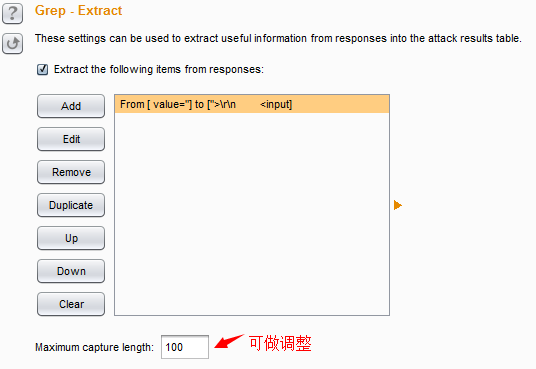 Grep - Extract
These settings can be used to extract useful information from responses into the attack results table.
Extract the following items from responses:
Add
From [ value="] to [">\r\n        <input]
Edit
Remove
Duplicate
Up
Down
Clear
Maximum capture length: 100 可做调整